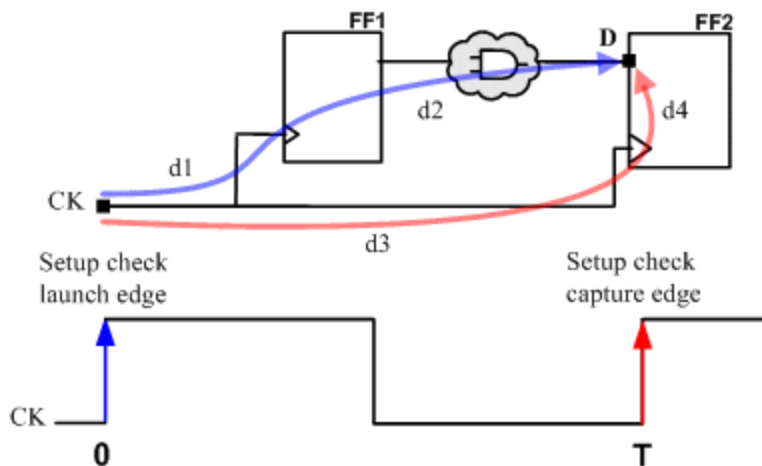 FF1
D
FF2
d2
d4
d1
CK
d3
Setup check
launch edge
Setup check
capture edge
CK
0
T